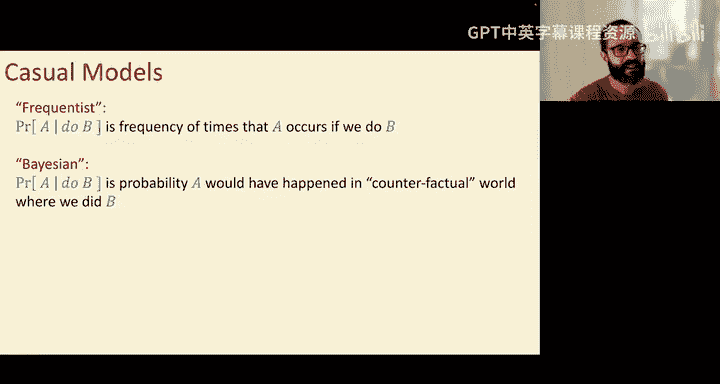 GPT中英字幕课程资源 bilibili
Casual Models
“Frequentist”:
Pr[ A | do B ] is frequency of times that A occurs if we do B
“Bayesian”:
Pr[ A | do B ] is probability A would have happened in “counter-factual” world
where we did B